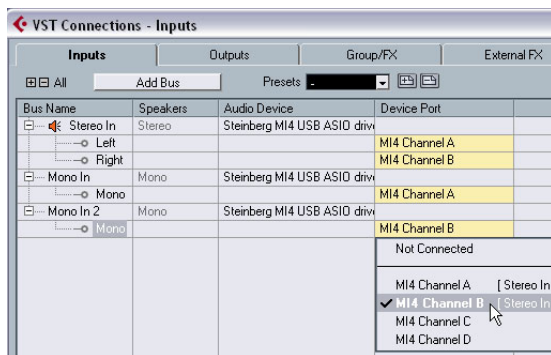 VST Connections - Inputs
Inputs Outputs Group/FX External FX
All Add Bus Presets -
Bus Name Speakers Audio Device Device Port
Stereo In Stereo Steinberg MI4 USB ASIO drive
Left MI4 Channel A
Right MI4 Channel B
Mono In Mono Steinberg MI4 USB ASIO drive
Mono MI4 Channel A
Mono In 2 Mono Steinberg MI4 USB ASIO drive
Mono MI4 Channel B
Not Connected
MI4 Channel A [ Stereo In
MI4 Channel B [ Stereo In
MI4 Channel C
MI4 Channel D